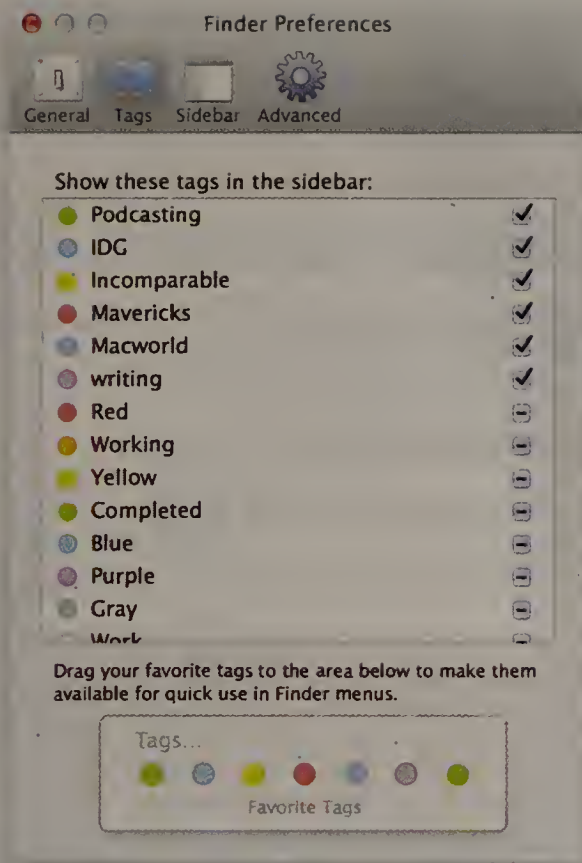 Finder Preferences
General Tags Sidebar Advanced
Show these tags in the sidebar:
Podcasting
IDG
Incomparable
Mavericks
Macworld
writing
Red
Working
Yellow
Completed
Blue
Purple
Gray
Work
Drag your favorite tags to the area below to make them
available for quick use in Finder menus.
Tags...
Favorite Tags